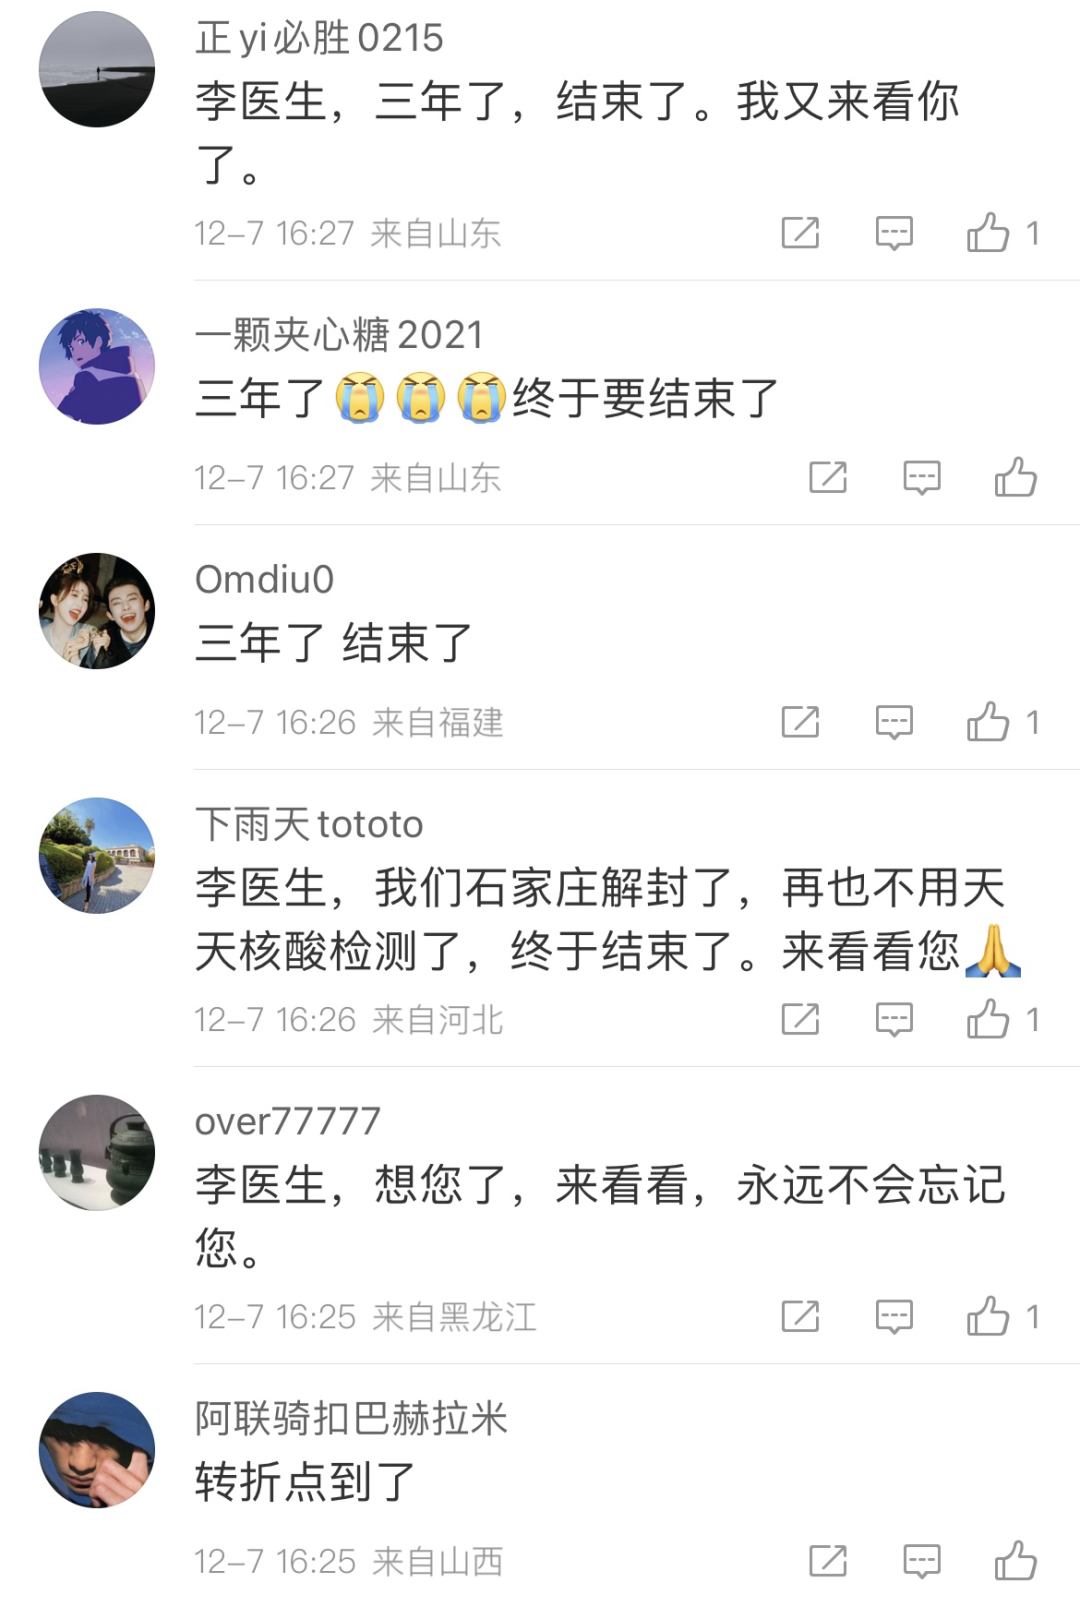 正yi必胜0215
李医生，三年了，结束了。我又来看你
了。
12-7 16:27 来自山东
1
一颗夹心糖2021
三年了😭😭😭终于要结束了
12-7 16:27 来自山东
Omdiu0
三年了 结束了
12-7 16:26 来自福建
1
下雨天tototo
李医生，我们石家庄解封了，再也不用天
天核酸检测了，终于结束了。来看看您🙏
12-7 16:26 来自河北
1
over77777
李医生，想您了，来看看，永远不会忘记
您。
12-7 16:25 来自黑龙江
1
阿联骑扣巴赫拉米
转折点到了
12-7 16:25 来自山西